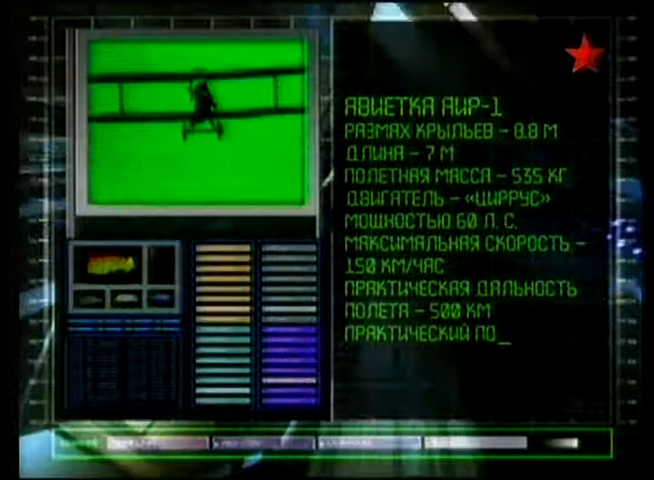 АВИЕТКА АИР-1
РАЗМАХ КРЫЛЬЕВ - 8.8 М
ДЛИНА - 7 М
ПОЛЕТНАЯ МАССА - 535 КГ
ДВИГАТЕЛЬ - «ЦИРРУС»
МОЩНОСТЬЮ 60 Л. С.
МАКСИМАЛЬНАЯ СКОРОСТЬ -
150 КМ/ЧАС
ПРАКТИЧЕСКАЯ ДАЛЬНОСТЬ
ПОЛЕТА - 500 КМ
ПРАКТИЧЕСКИЙ ПО_